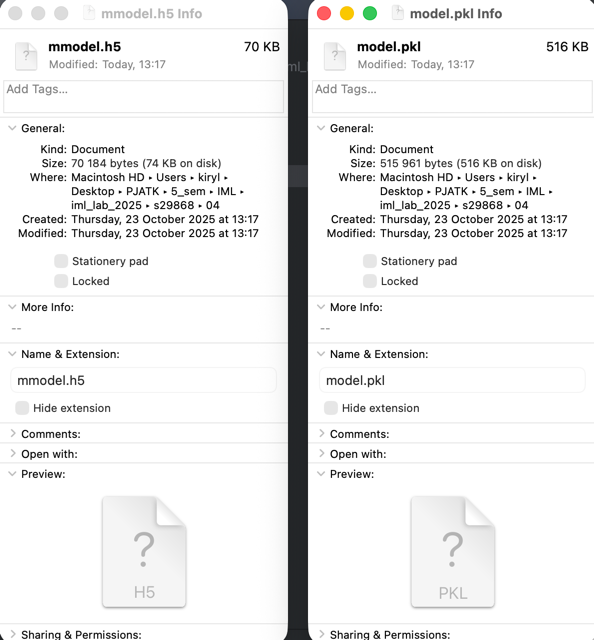 mmodel.h5 Info
mmodel.h5 70 KB
Modified: Today, 13:17
Add Tags...
General:
Kind: Document
Size: 70 184 bytes (74 KB on disk)
Where: Macintosh HD ▸ Users ▸ kiryl ▸
Desktop ▸ PJATK ▸ 5_sem ▸ IML ▸
iml_lab_2025 ▸ s29868 ▸ 04
Created: Thursday, 23 October 2025 at 13:17
Modified: Thursday, 23 October 2025 at 13:17
Stationery pad
Locked
More Info:
--
Name & Extension:
mmodel.h5
Hide extension
Comments:
Open with:
Preview:
?
H5
Sharing & Permissions:
model.pkl Info
model.pkl 516 KB
Modified: Today, 13:17
Add Tags...
General:
Kind: Document
Size: 515 961 bytes (516 KB on disk)
Where: Macintosh HD ▸ Users ▸ kiryl ▸
Desktop ▸ PJATK ▸ 5_sem ▸ IML ▸
iml_lab_2025 ▸ s29868 ▸ 04
Created: Thursday, 23 October 2025 at 13:17
Modified: Thursday, 23 October 2025 at 13:17
Stationery pad
Locked
More Info:
--
Name & Extension:
model.pkl
Hide extension
Comments:
Open with:
Preview:
?
PKL
Sharing & Permissions: